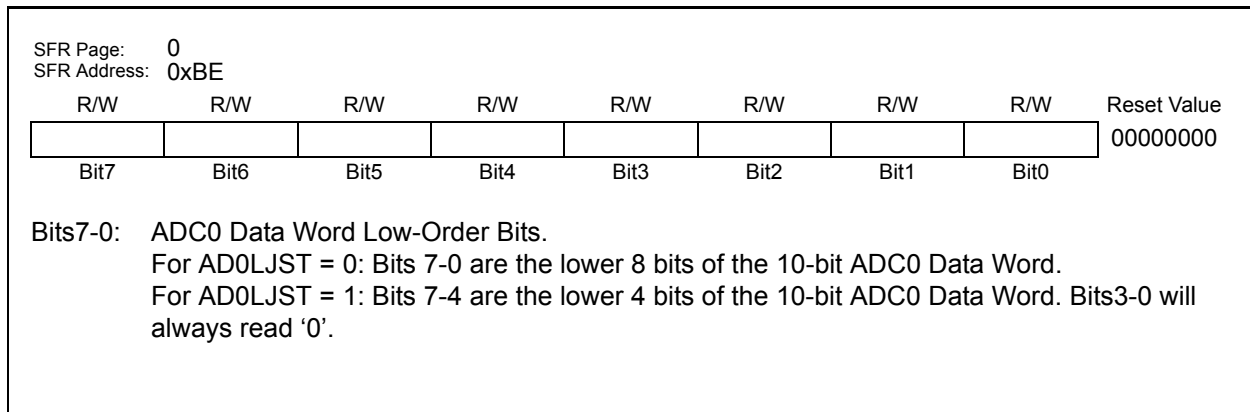 SFR Page: 0
SFR Address: 0xBE
R/W R/W R/W R/W R/W R/W R/W R/W Reset Value
00000000
Bit7 Bit6 Bit5 Bit4 Bit3 Bit2 Bit1 Bit0
Bits7-0: ADC0 Data Word Low-Order Bits.
For AD0LJST = 0: Bits 7-0 are the lower 8 bits of the 10-bit ADC0 Data Word.
For AD0LJST = 1: Bits 7-4 are the lower 4 bits of the 10-bit ADC0 Data Word. Bits3-0 will
always read ‘0’.